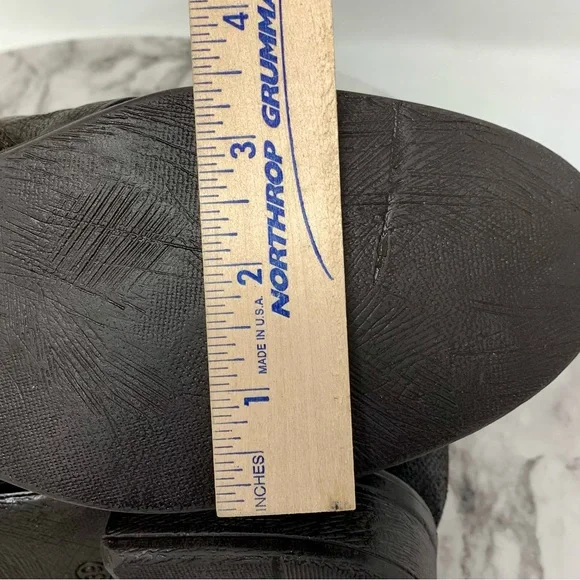 INCHES 1 2 3 4
MADE IN U.S.A.
NORTHROP GRUMMA